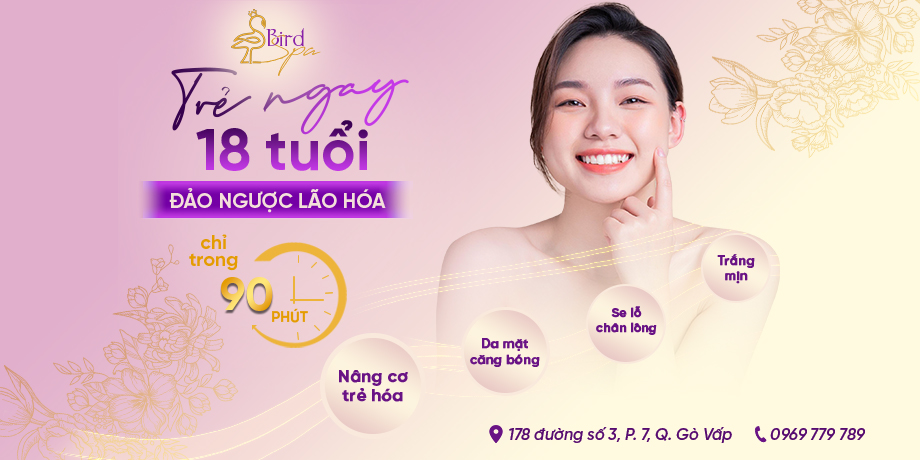 Bird
Spa
Trẻ ngay
18 tuổi
ĐẢO NGƯỢC LÃO HÓA
chỉ
trong
90
PHÚT
Nâng cơ
trẻ hóa
Da mặt
căng bóng
Se lỗ
chân lông
Trắng
mịn
178 đường số 3, P. 7, Q. Gò Vấp
0969 779 789